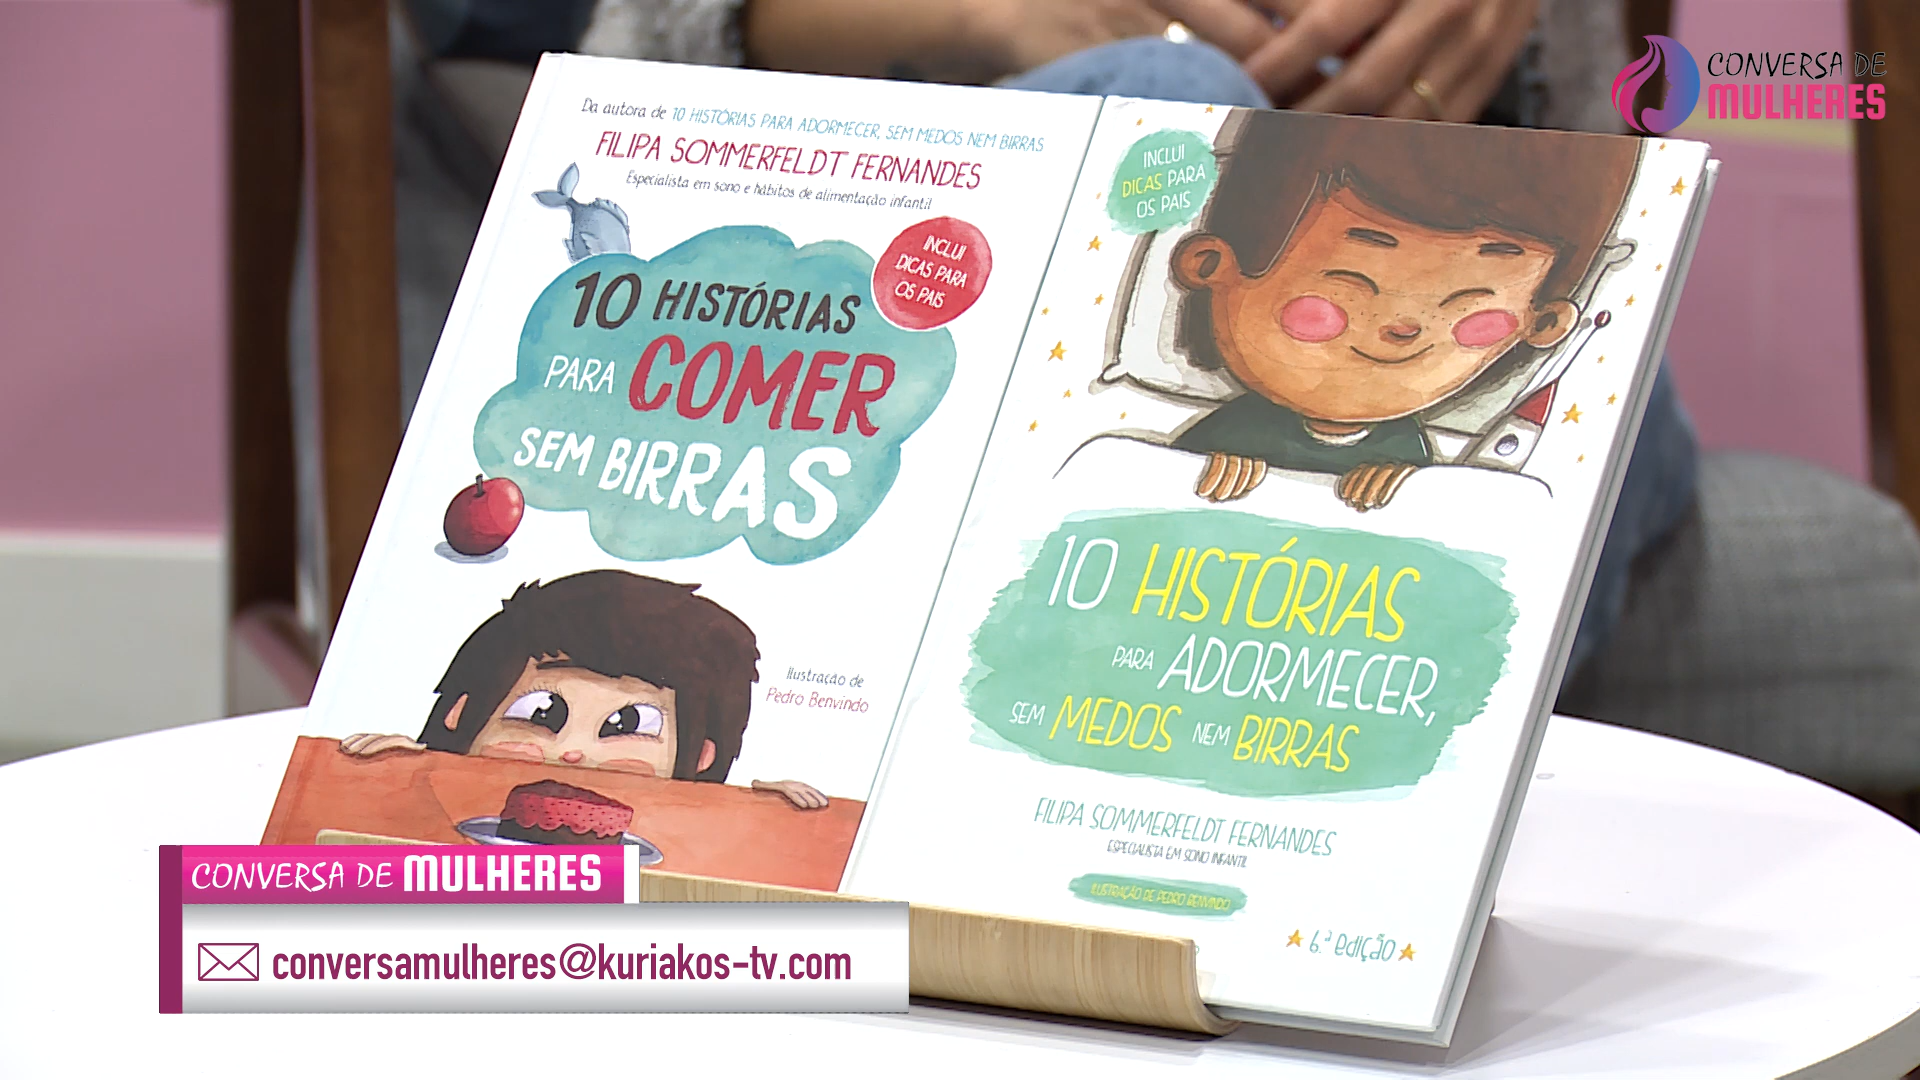 CONVERSA DE
MULHERES
Da autora de 10 HISTÓRIAS PARA ADORMECER, SEM MEDOS NEM BIRRAS
FILIPA SOMMERFELDT FERNANDES
Especialista em sono e hábitos de alimentação infantil
INCLUI
DICAS PARA
OS PAIS
10 HISTÓRIAS
PARA COMER
SEM BIRRAS
Ilustração de
Pedro Benvindo
INCLUI
DICAS PARA
OS PAIS
10 HISTÓRIAS
PARA ADORMECER,
SEM MEDOS NEM BIRRAS
FILIPA SOMMERFELDT FERNANDES
ESPECIALISTA EM SONO INFANTIL
ILUSTRAÇÃO DE PEDRO BENVINDO
6.ª edição
CONVERSA DE MULHERES
conversamulheres@kuriakos-tv.com